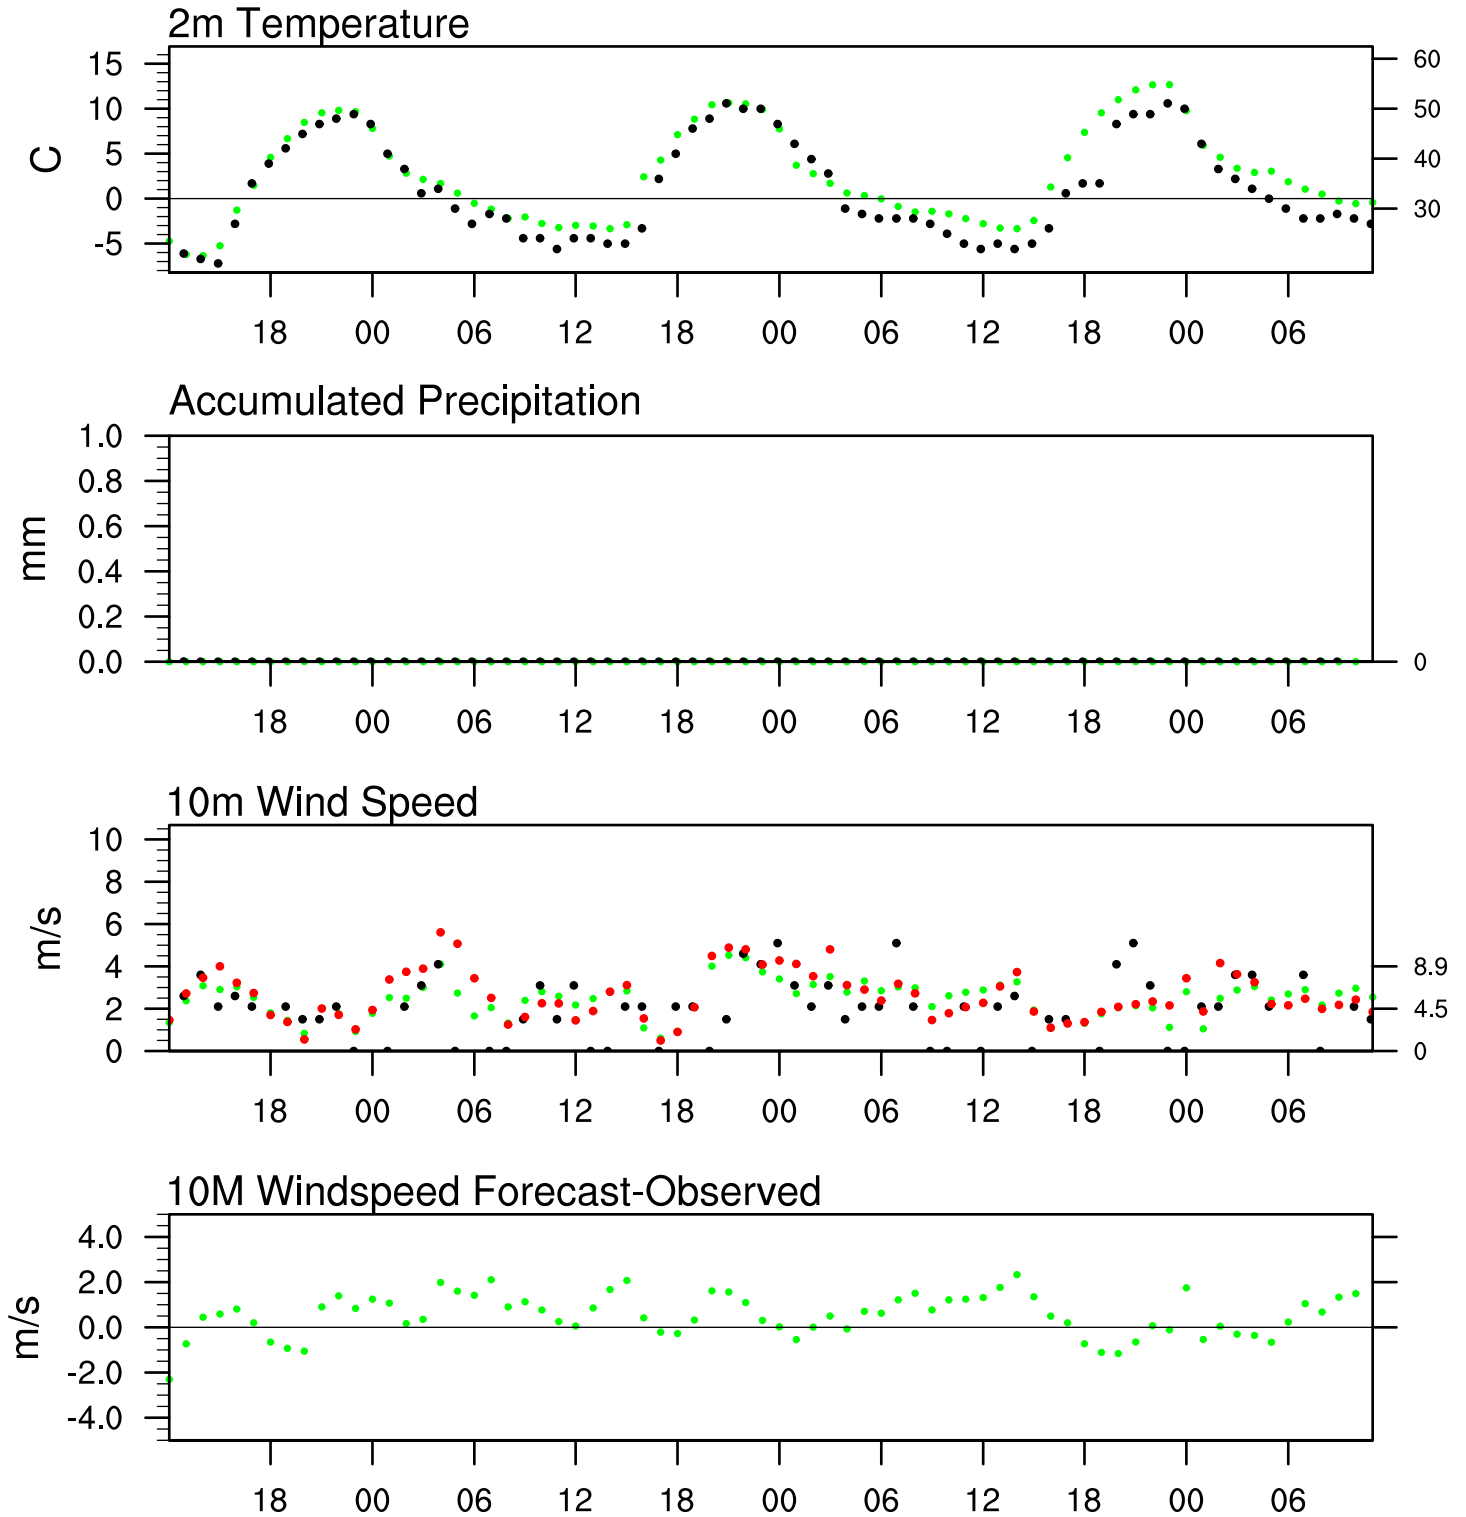 2m Temperature
15
10
5
0
-5
C
60
50
40
30
18 00 06 12 18 00 06 12 18 00 06
Accumulated Precipitation
1.0
0.8
0.6
0.4
0.2
0.0
mm
0
18 00 06 12 18 00 06 12 18 00 06
10m Wind Speed
10
8
6
4
2
0
m/s
8.9
4.5
0
18 00 06 12 18 00 06 12 18 00 06
10M Windspeed Forecast-Observed
4.0
2.0
0.0
-2.0
-4.0
m/s
18 00 06 12 18 00 06 12 18 00 06